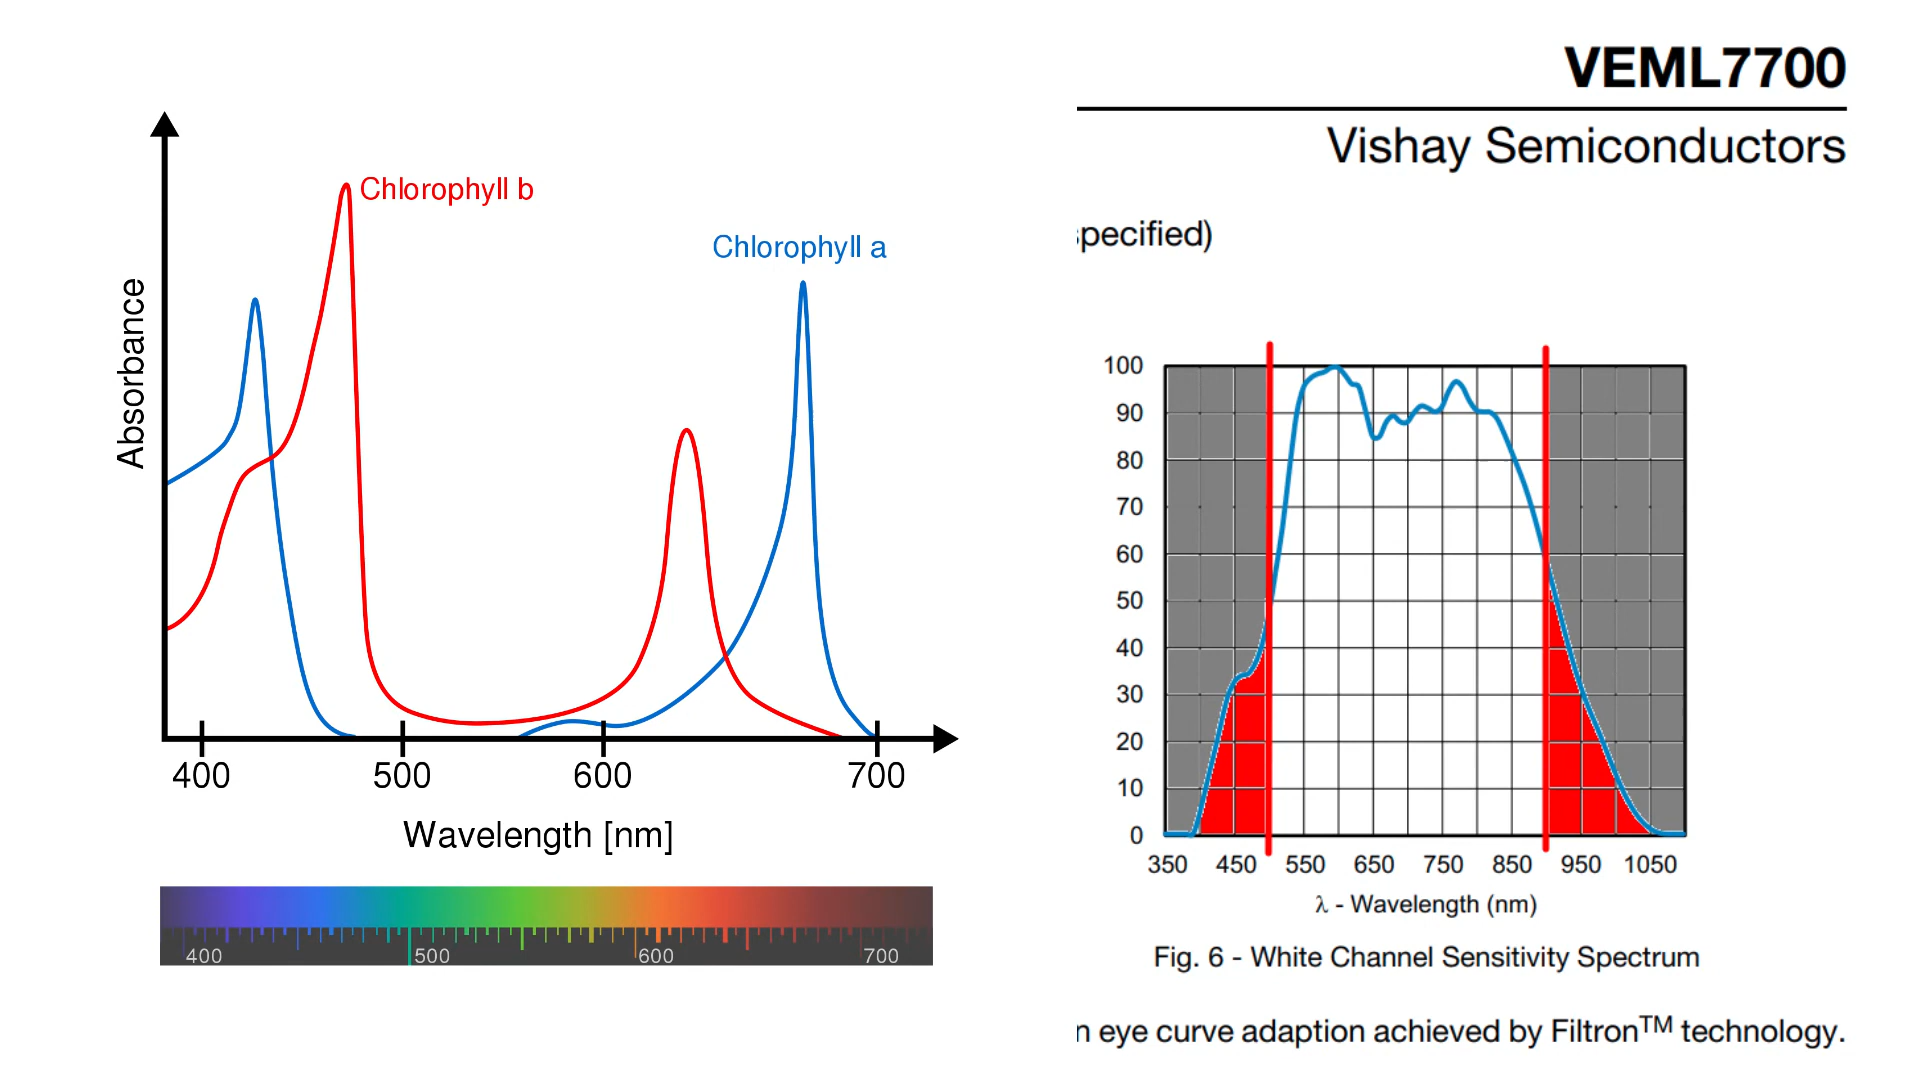 Chlorophyll b
Chlorophyll a
Absorbance
400 500 600 700
Wavelength [nm]
400 500 600 700
VEML7700
Vishay Semiconductors
specified)
100
90
80
70
60
50
40
30
20
10
0
350 450 550 650 750 850 950 1050
λ - Wavelength (nm)
Fig. 6 - White Channel Sensitivity Spectrum
n eye curve adaption achieved by Filtron™ technology.